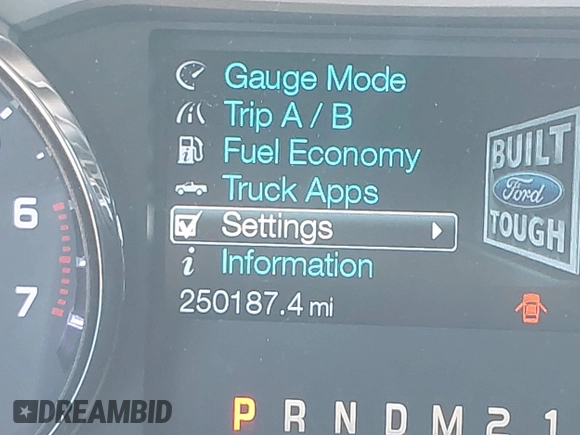 Gauge Mode
Trip A / B
Fuel Economy
Truck Apps
Settings
Information
250187.4 mi
BUILT
Ford
TOUGH
6
7
P R N D M 2 1
DREAMBID